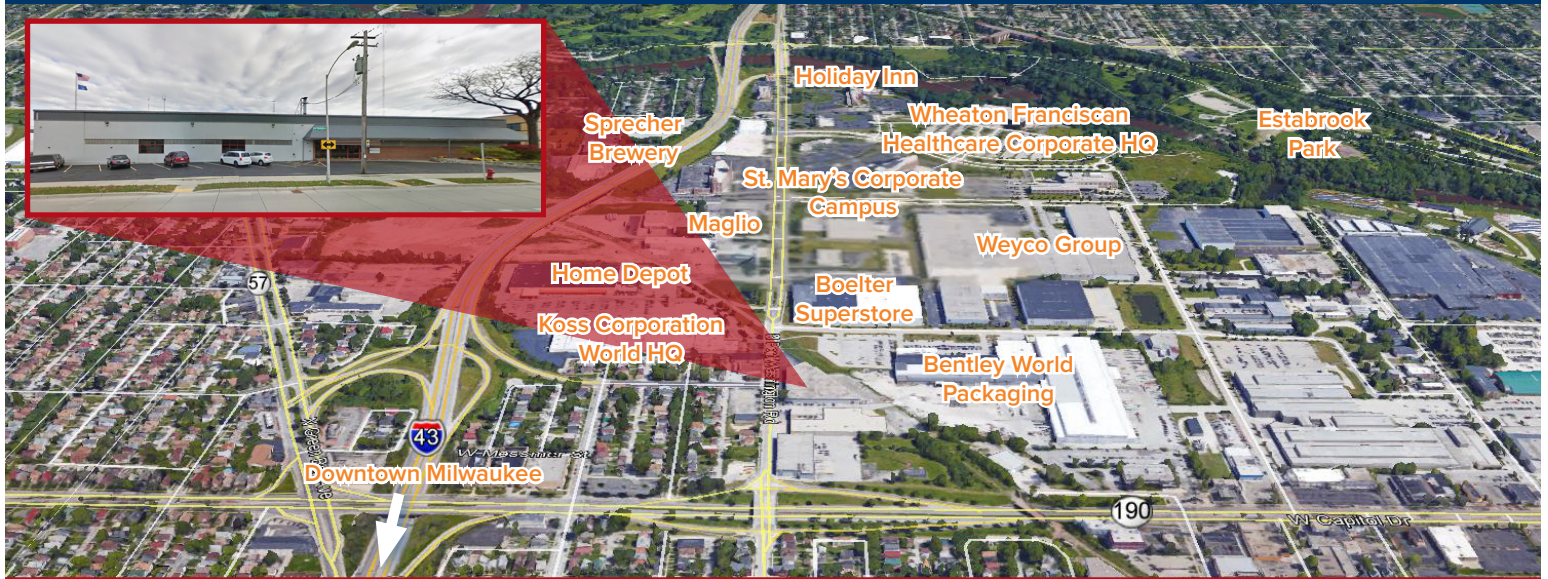 Holiday Inn
Sprecher
Brewery
Wheaton Franciscan
Healthcare Corporate HQ
Estabrook
Park
St. Mary's Corporate
Campus
Maglio
Weyco Group
Home Depot
57
Boelter
Superstore
Koss Corporation
World HQ
Bentley World
Packaging
43
W Messmer St
Downtown Milwaukee
190
W Capitol Dr